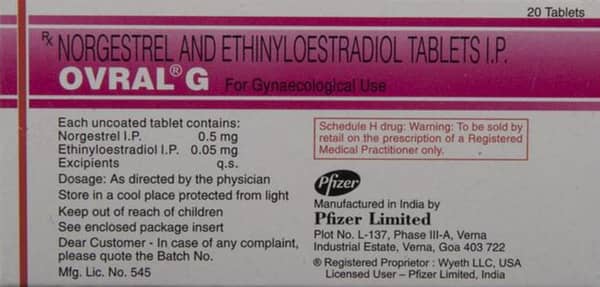 20 Tablets
Rx NORGESTREL AND ETHINYLOESTRADIOL TABLETS I.P.
OVRAL® G For Gynaecological Use
Each uncoated tablet contains:
Norgestrel I.P. 0.5 mg
Ethinyloestradiol I.P. 0.05 mg
Excipients q.s.
Dosage: As directed by the physician
Store in a cool place protected from light
Keep out of reach of children
See enclosed package insert
Dear Customer - In case of any complaint,
please quote the Batch No.
Mfg. Lic. No. 545
Schedule H drug: Warning: To be sold by
retail on the prescription of a Registered
Medical Practitioner only.
Pfizer
Manufactured in India by
Pfizer Limited
Plot No. L-137, Phase III-A, Verna
Industrial Estate, Verna, Goa 403 722
® Registered Proprietor : Wyeth LLC, USA
Licensed User – Pfizer Limited, India